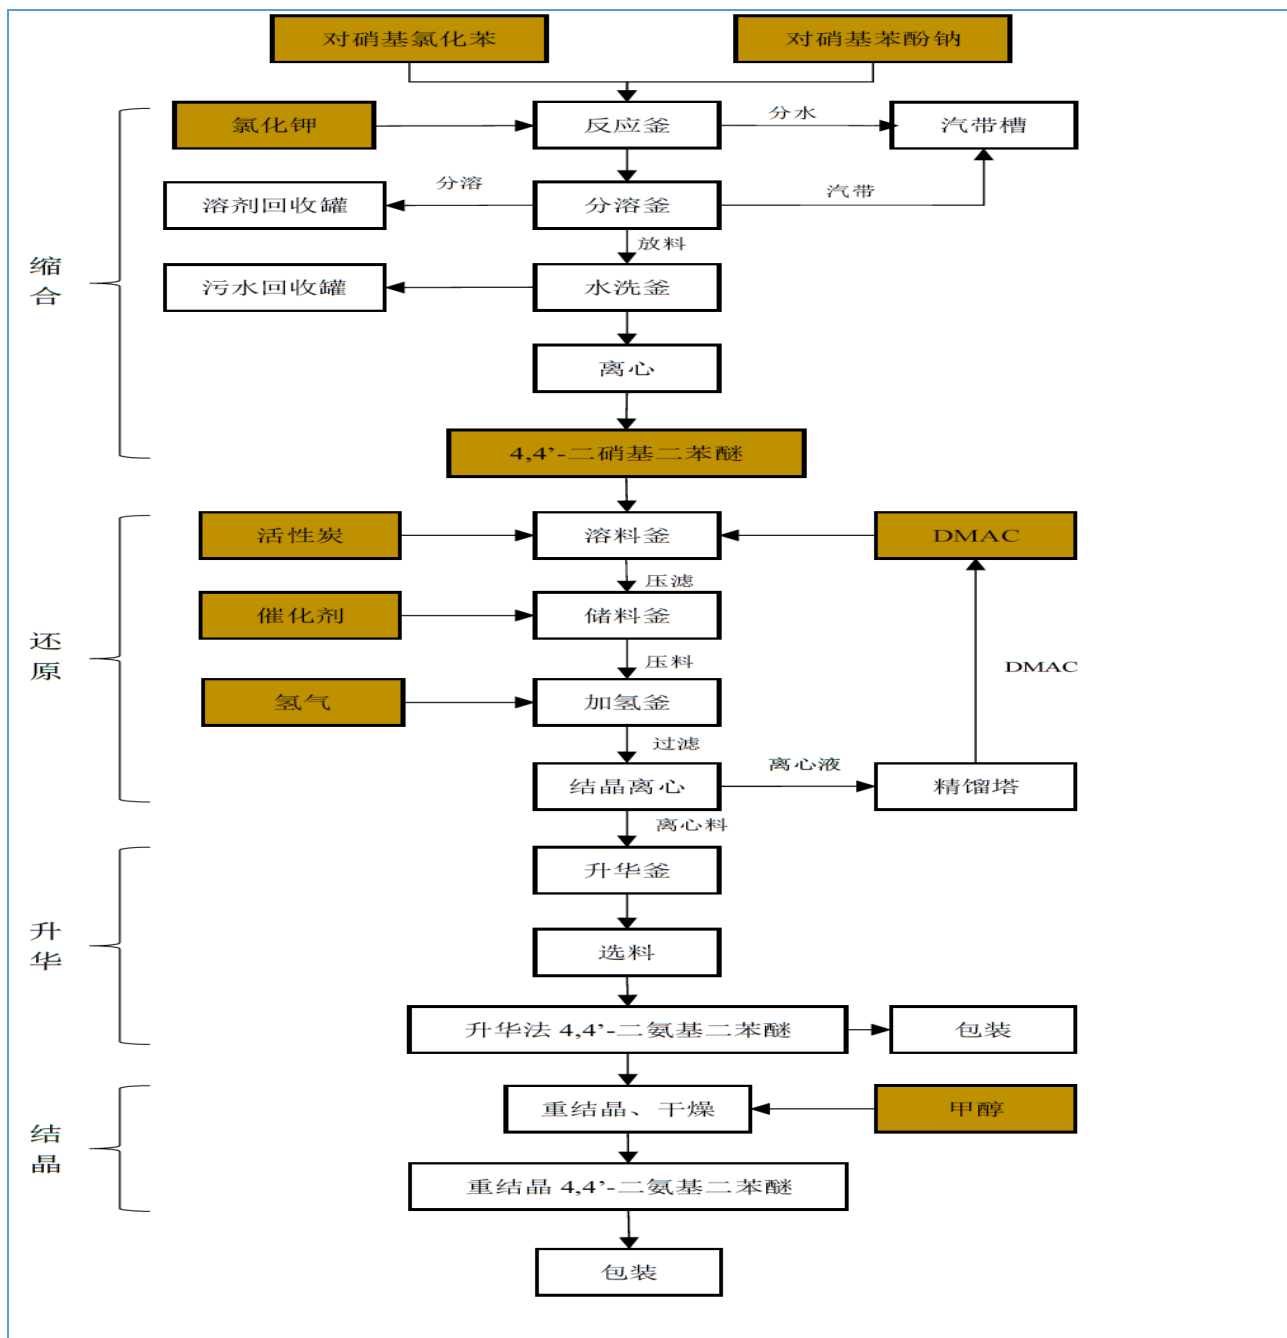 对硝基氯化苯
对硝基苯酚钠
氯化钾
反应釜
分水
汽带槽
溶剂回收罐
分溶
分溶釜
汽带
放料
缩合
污水回收罐
水洗釜
离心
4,4’-二硝基二苯醚
活性炭
溶料釜
DMAC
压滤
催化剂
储料釜
还原
压料
DMAC
氢气
加氢釜
过滤
结晶离心
离心液
精馏塔
离心料
升华釜
升华
选料
升华法 4,4’-二氨基二苯醚
包装
重结晶、干燥
甲醇
结晶
重结晶 4,4’-二氨基二苯醚
包装